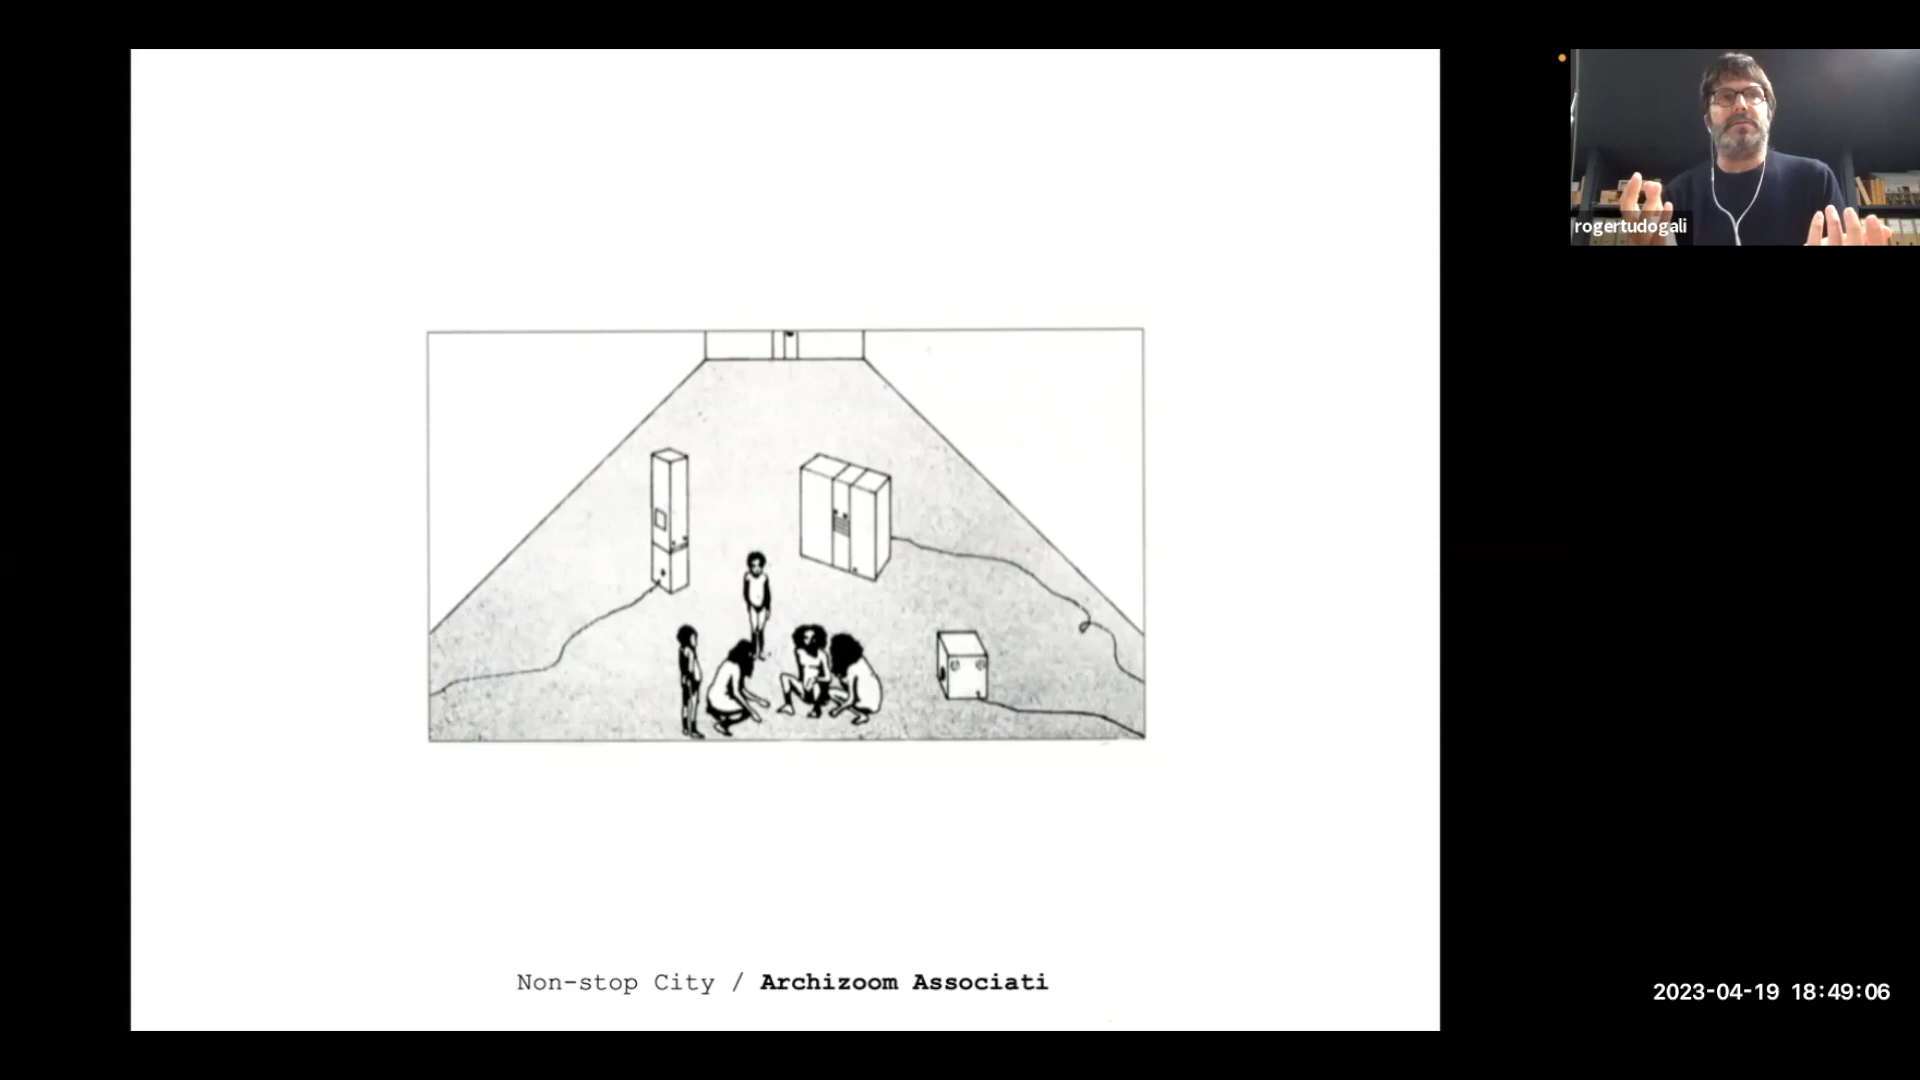 rogertudogali
Non-stop City / Archizoom Associati
2023-04-19 18:49:06